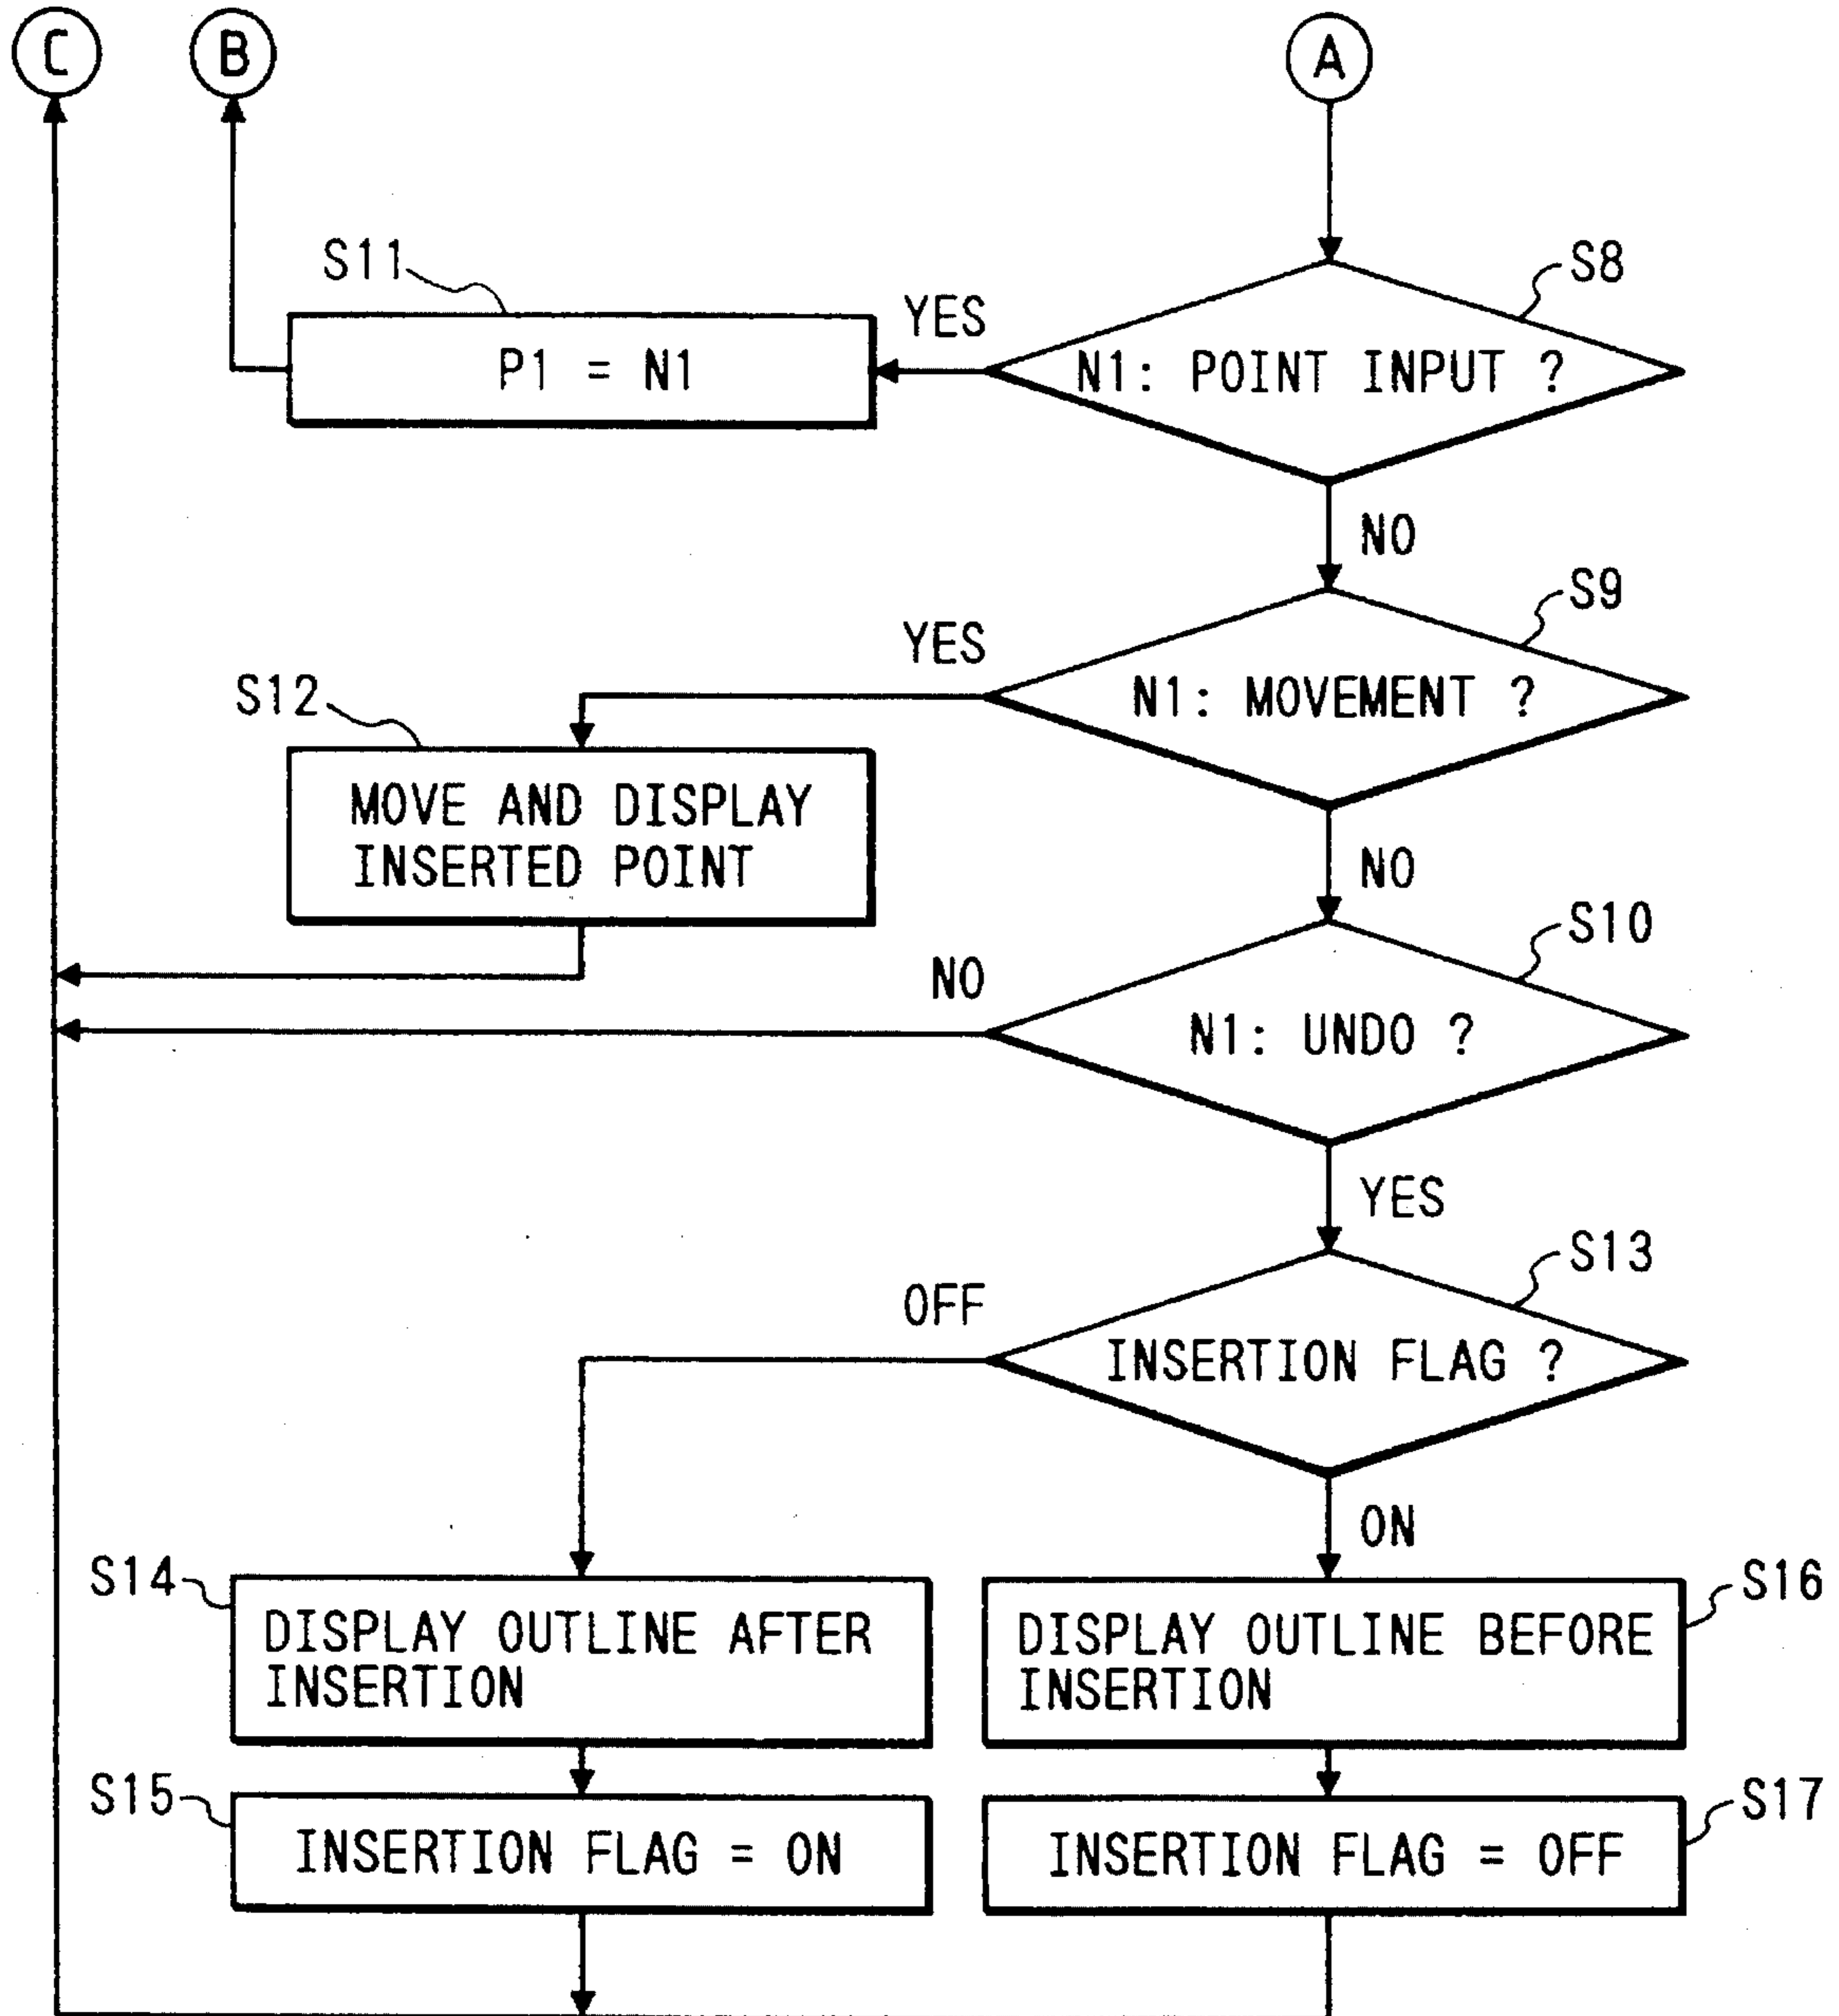 C
B
A
S11
YES
S8
P1 = N1
N1: POINT INPUT ?
NO
S9
YES
S12
N1: MOVEMENT ?
MOVE AND DISPLAY
INSERTED POINT
NO
S10
NO
N1: UNDO ?
YES
S13
OFF
INSERTION FLAG ?
ON
S14
S16
DISPLAY OUTLINE AFTER
INSERTION
DISPLAY OUTLINE BEFORE
INSERTION
S15
S17
INSERTION FLAG = ON
INSERTION FLAG = OFF